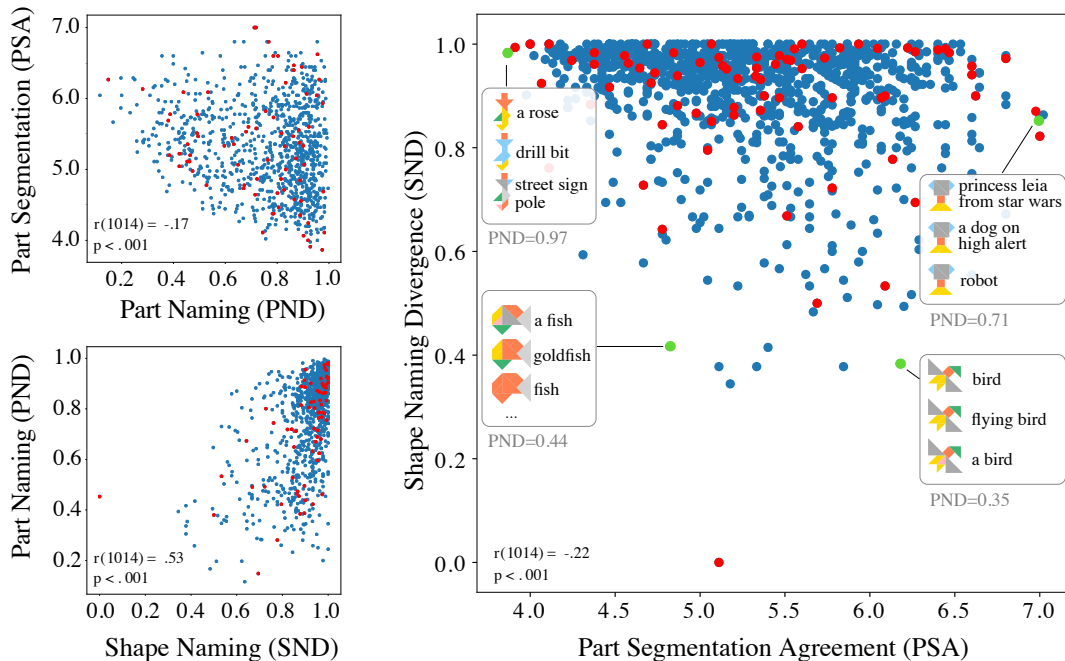 Part Segmentation (PSA)
7.0
6.0
5.0
4.0
r(1014) = -.17
p < .001
0.2
0.4
0.6
0.8
1.0
Part Naming (PND)
Part Naming (PND)
1.0
0.8
0.6
0.4
0.2
r(1014) = .53
p < .001
0.0
0.2
0.4
0.6
0.8
1.0
Shape Naming (SND)
Shape Naming Divergence (SND)
1.0
0.8
0.6
0.4
0.2
0.0
a rose
drill bit
street sign
pole
PND=0.97
princess leia
from star wars
a dog on
high alert
robot
PND=0.71
a fish
goldfish
fish
...
PND=0.44
bird
flying bird
a bird
PND=0.35
r(1014) = -.22
p < .001
4.0
4.5
5.0
5.5
6.0
6.5
7.0
Part Segmentation Agreement (PSA)